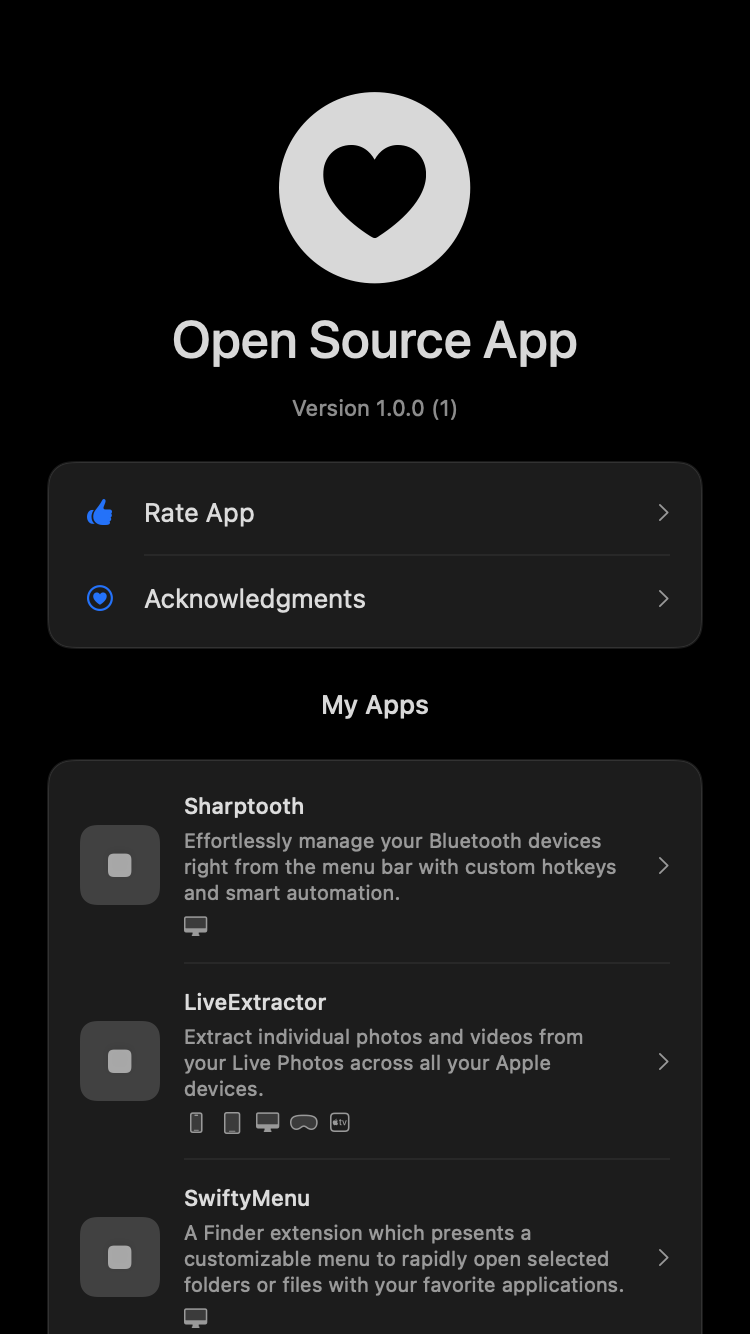 Open Source App
Version 1.0.0 (1)
Rate App
Acknowledgments
My Apps
Sharptooth
Effortlessly manage your Bluetooth devices
right from the menu bar with custom hotkeys
and smart automation.
LiveExtractor
Extract individual photos and videos from
your Live Photos across all your Apple
devices.
tv
SwiftyMenu
A Finder extension which presents a
customizable menu to rapidly open selected
folders or files with your favorite applications.